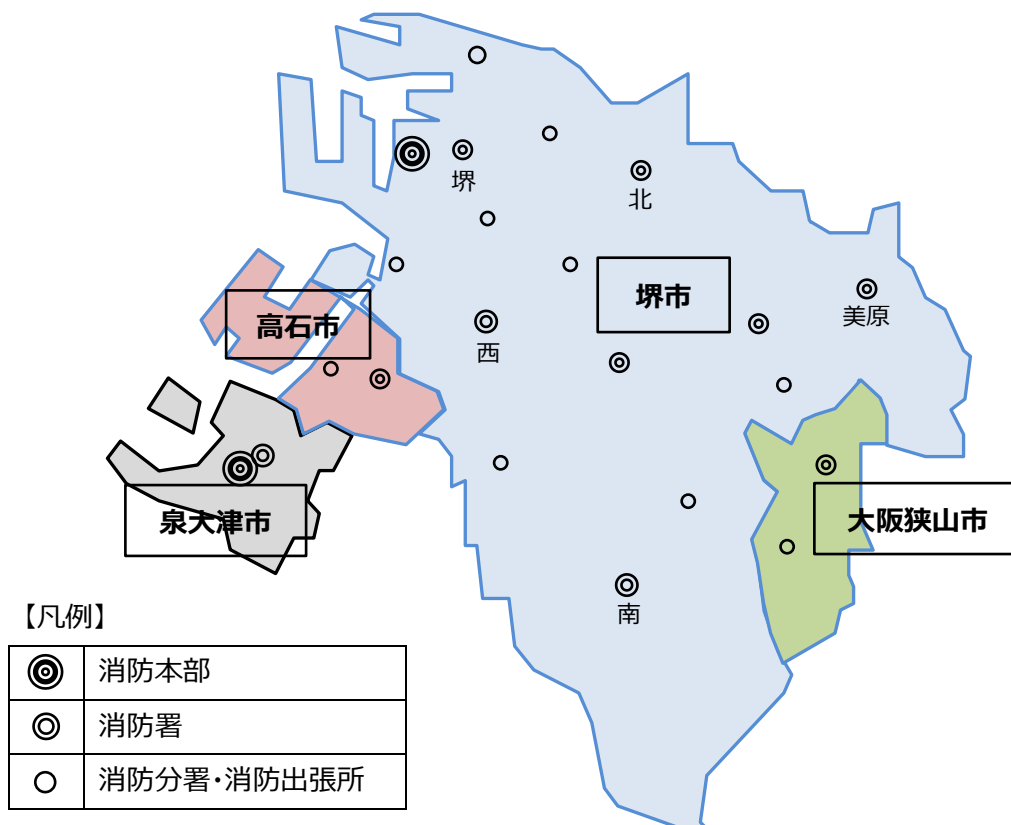 堺
北
堺市
美原
高石市
西
泉大津市
大阪狭山市
南
【凡例】
消防本部
消防署
消防分署・消防出張所